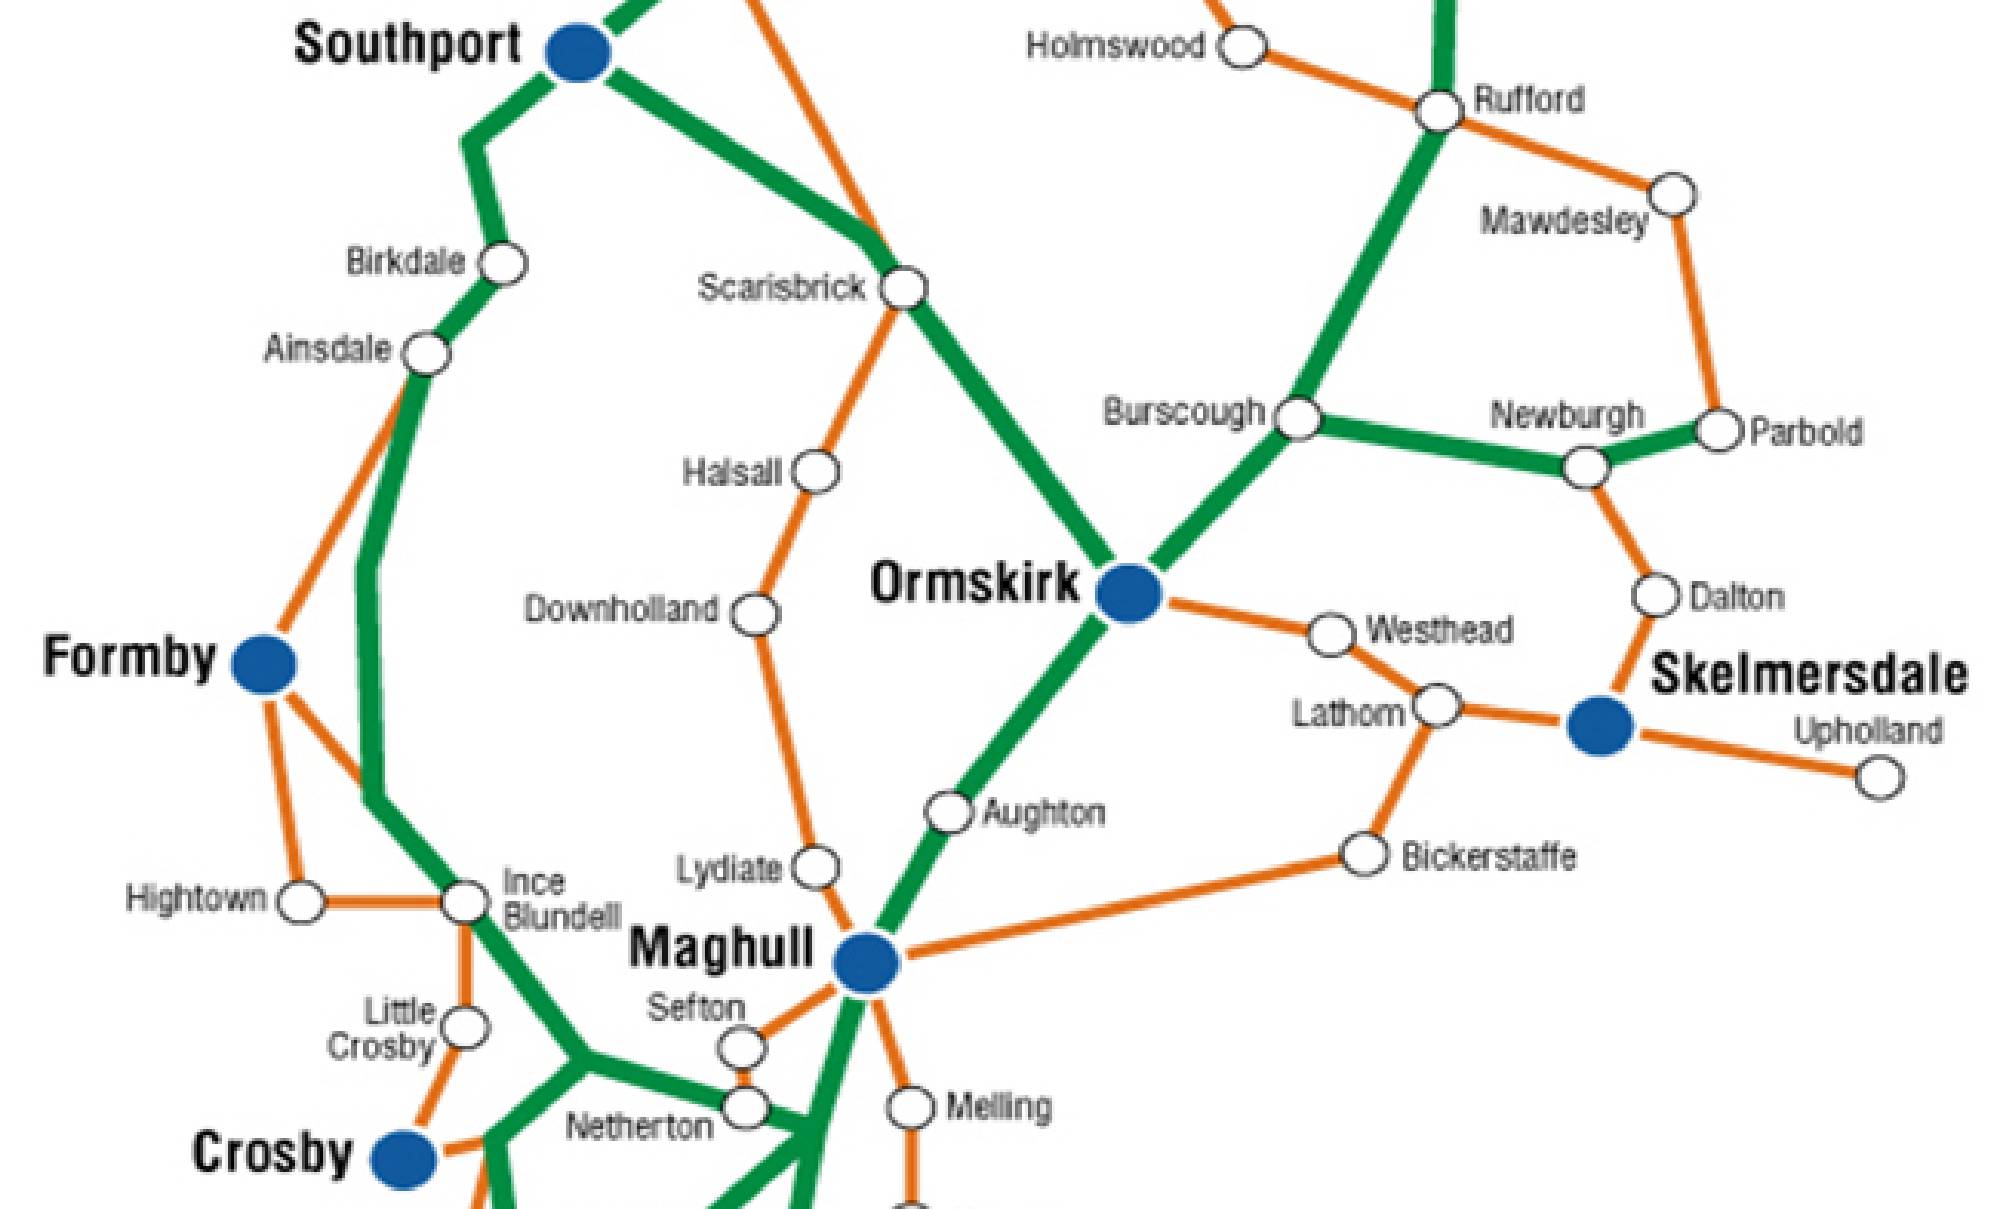 Southport
Holmswood
Rufford
Mawdesley
Birkdale
Scarisbrick
Ainsdale
Burscough
Newburgh
Parbold
Halsall
Ormskirk
Dalton
Downholland
Westhead
Formby
Skelmersdale
Lathom
Upholland
Aughton
Lydiate
Bickerstaffe
Hightown
Ince
Blundell
Maghull
Sefton
Little
Crosby
Melling
Netherton
Crosby